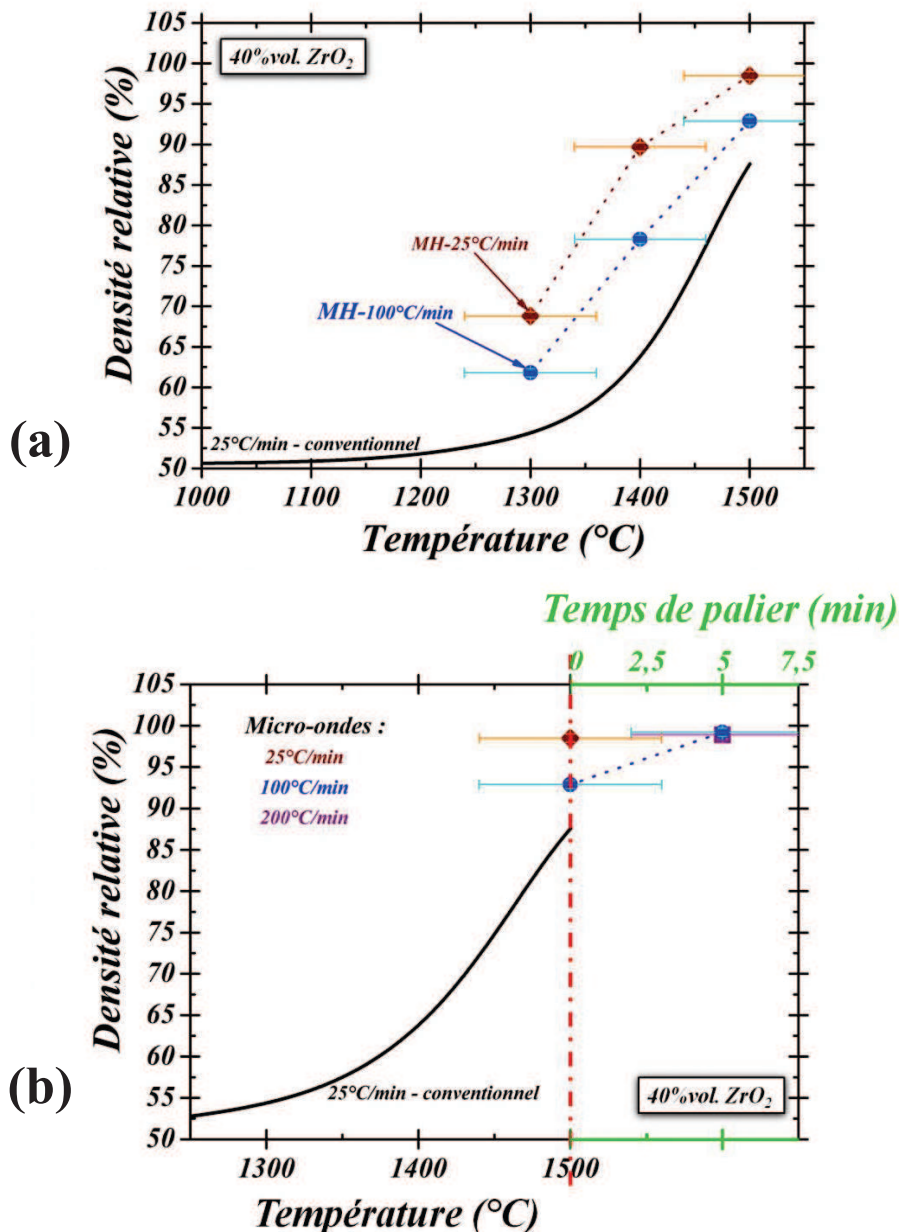 105
100
95
90
85
80
75
70
65
60
55
50
Densité relative (%)
40%vol. ZrO₂
MH-25°C/min
MH-100°C/min
25°C/min - conventionnel
(a)
1000 1100 1200 1300 1400 1500
Température (°C)
Temps de palier (min)
0 2,5 5 7,5
105
100
95
90
85
80
75
70
65
60
55
50
Densité relative (%)
Micro-ondes :
25°C/min
100°C/min
200°C/min
25°C/min - conventionnel
40%vol. ZrO₂
(b)
1300 1400 1500
Température (°C)